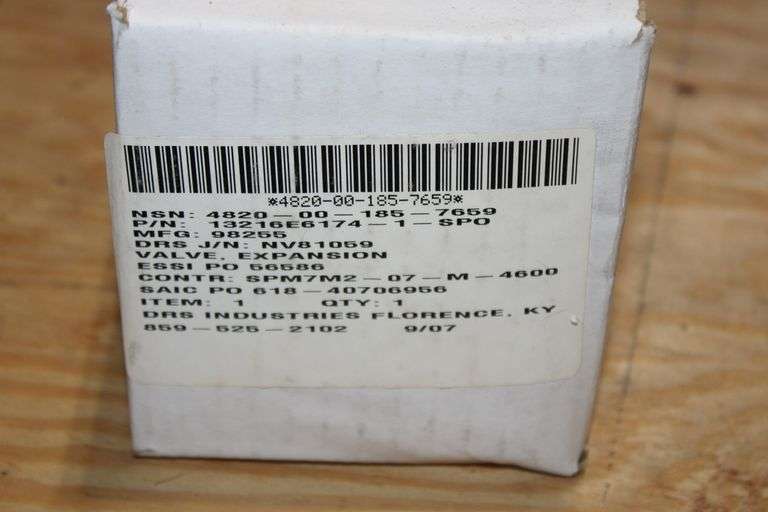 *4820-00-185-7659*
NSN: 4820-00-185-7659
P/N: 13216E6174-1-SPO
MFG: 98255
DRS J/N: NV81059
VALVE, EXPANSION
ESSI PO 56586
CONTR: SPM7M2-07-M-4600
SAIC PO 618-40706956
ITEM: 1 QTY: 1
DRS INDUSTRIES FLORENCE, KY
859-525-2102 9/07